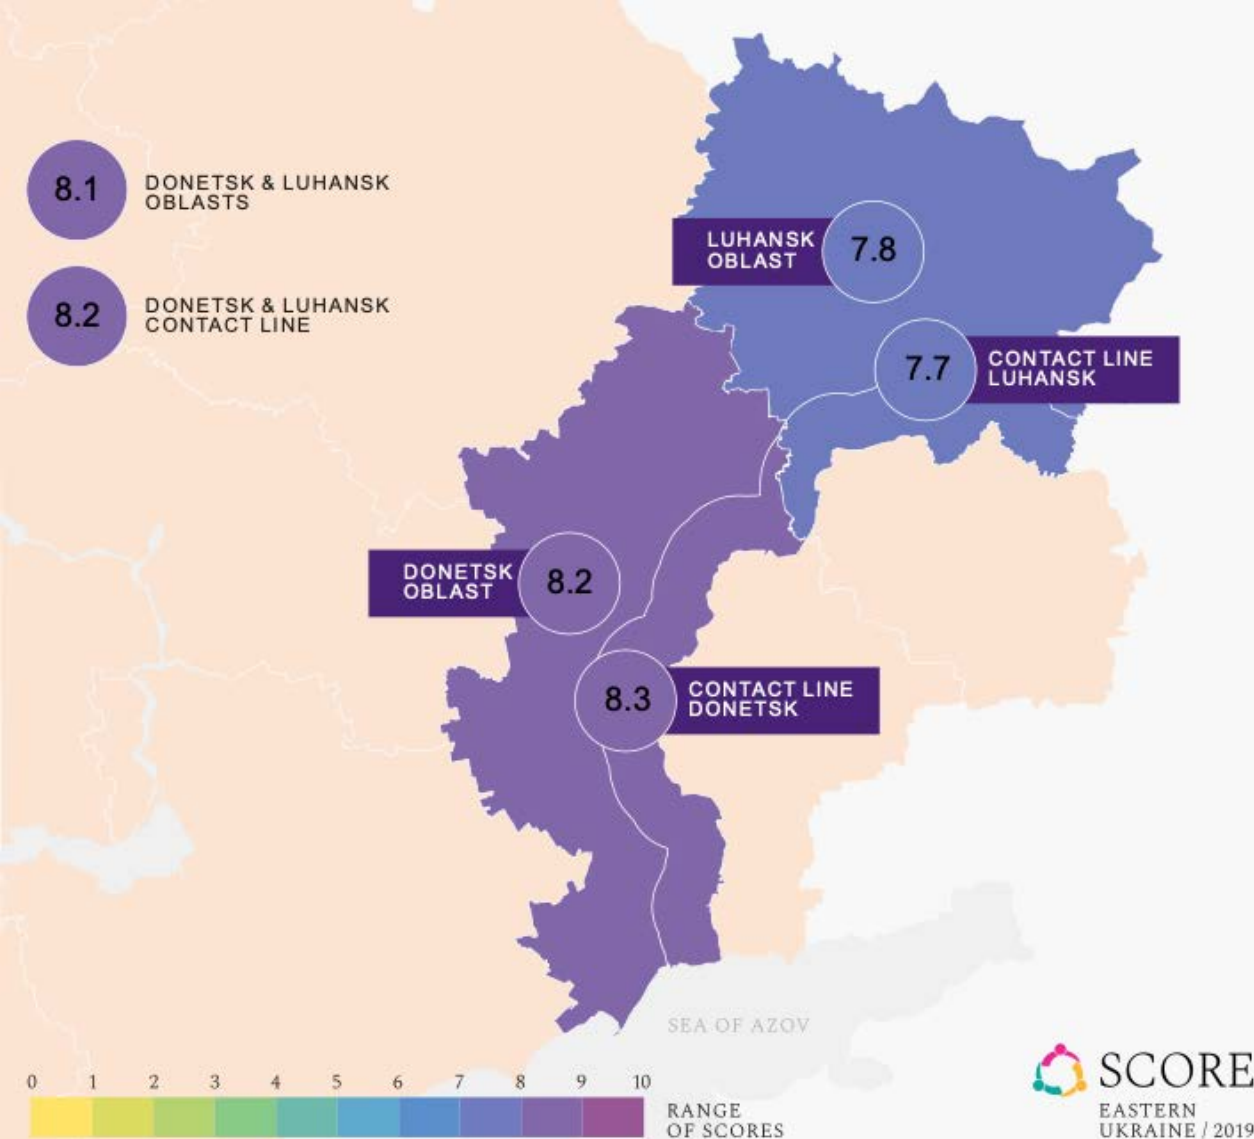 8.1
DONETSK & LUHANSK
OBLASTS
8.2
DONETSK & LUHANSK
CONTACT LINE
LUHANSK
OBLAST
7.8
7.7
CONTACT LINE
LUHANSK
DONETSK
OBLAST
8.2
8.3
CONTACT LINE
DONETSK
SEA OF AZOV
0 1 2 3 4 5 6 7 8 9 10
RANGE
OF SCORES
SCORE
EASTERN
UKRAINE / 2019